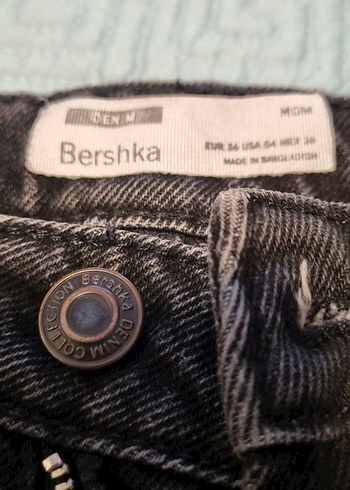 DENIM
MOM
Bershka
EUR 36 USA 04 MEX 26
MADE IN BANGLADESH
Bershka DENIM COLLECTION